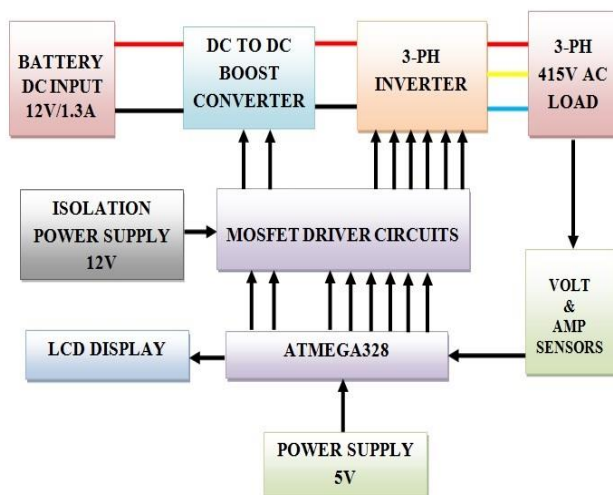 BATTERY
DC INPUT
12V/1.3A
DC TO DC
BOOST
CONVERTER
3-PH
INVERTER
3-PH
415V AC
LOAD
ISOLATION
POWER SUPPLY
12V
MOSFET DRIVER CIRCUITS
VOLT
&
AMP
SENSORS
LCD DISPLAY
ATMEGA328
POWER SUPPLY
5V